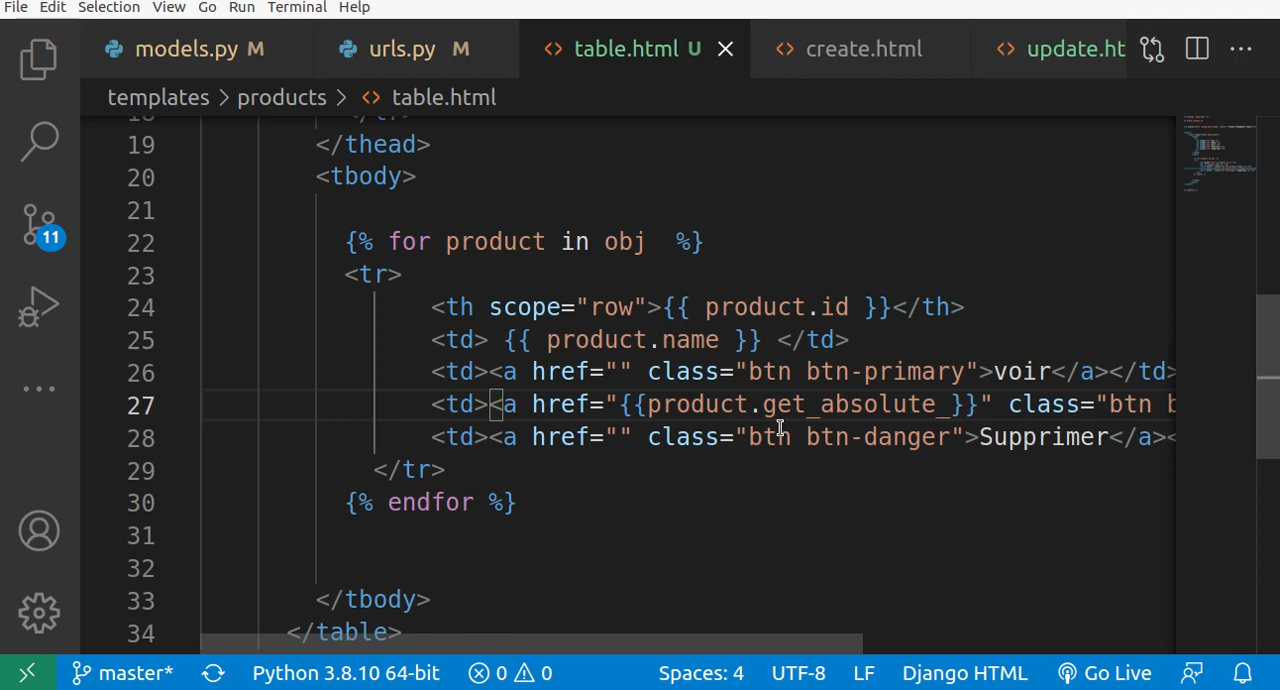 File Edit Selection View Go Run Terminal Help
models.py M urls.py M table.html U create.html update.ht
templates > products > table.html
19 </thead>
20 <tbody>
21
22 {% for product in obj %}
23 <tr>
24 <th scope="row">{{ product.id }}</th>
25 <td> {{ product.name }} </td>
26 <td><a href="" class="btn btn-primary">voir</a></td>
27 <td><a href="{{product.get_absolute_}}" class="btn b
28 <td><a href="" class="btn btn-danger">Supprimer</a><
29 </tr>
30 {% endfor %}
31
32
33 </tbody>
34 </table>
11
master* Python 3.8.10 64-bit 0 0 Spaces: 4 UTF-8 LF Django HTML Go Live